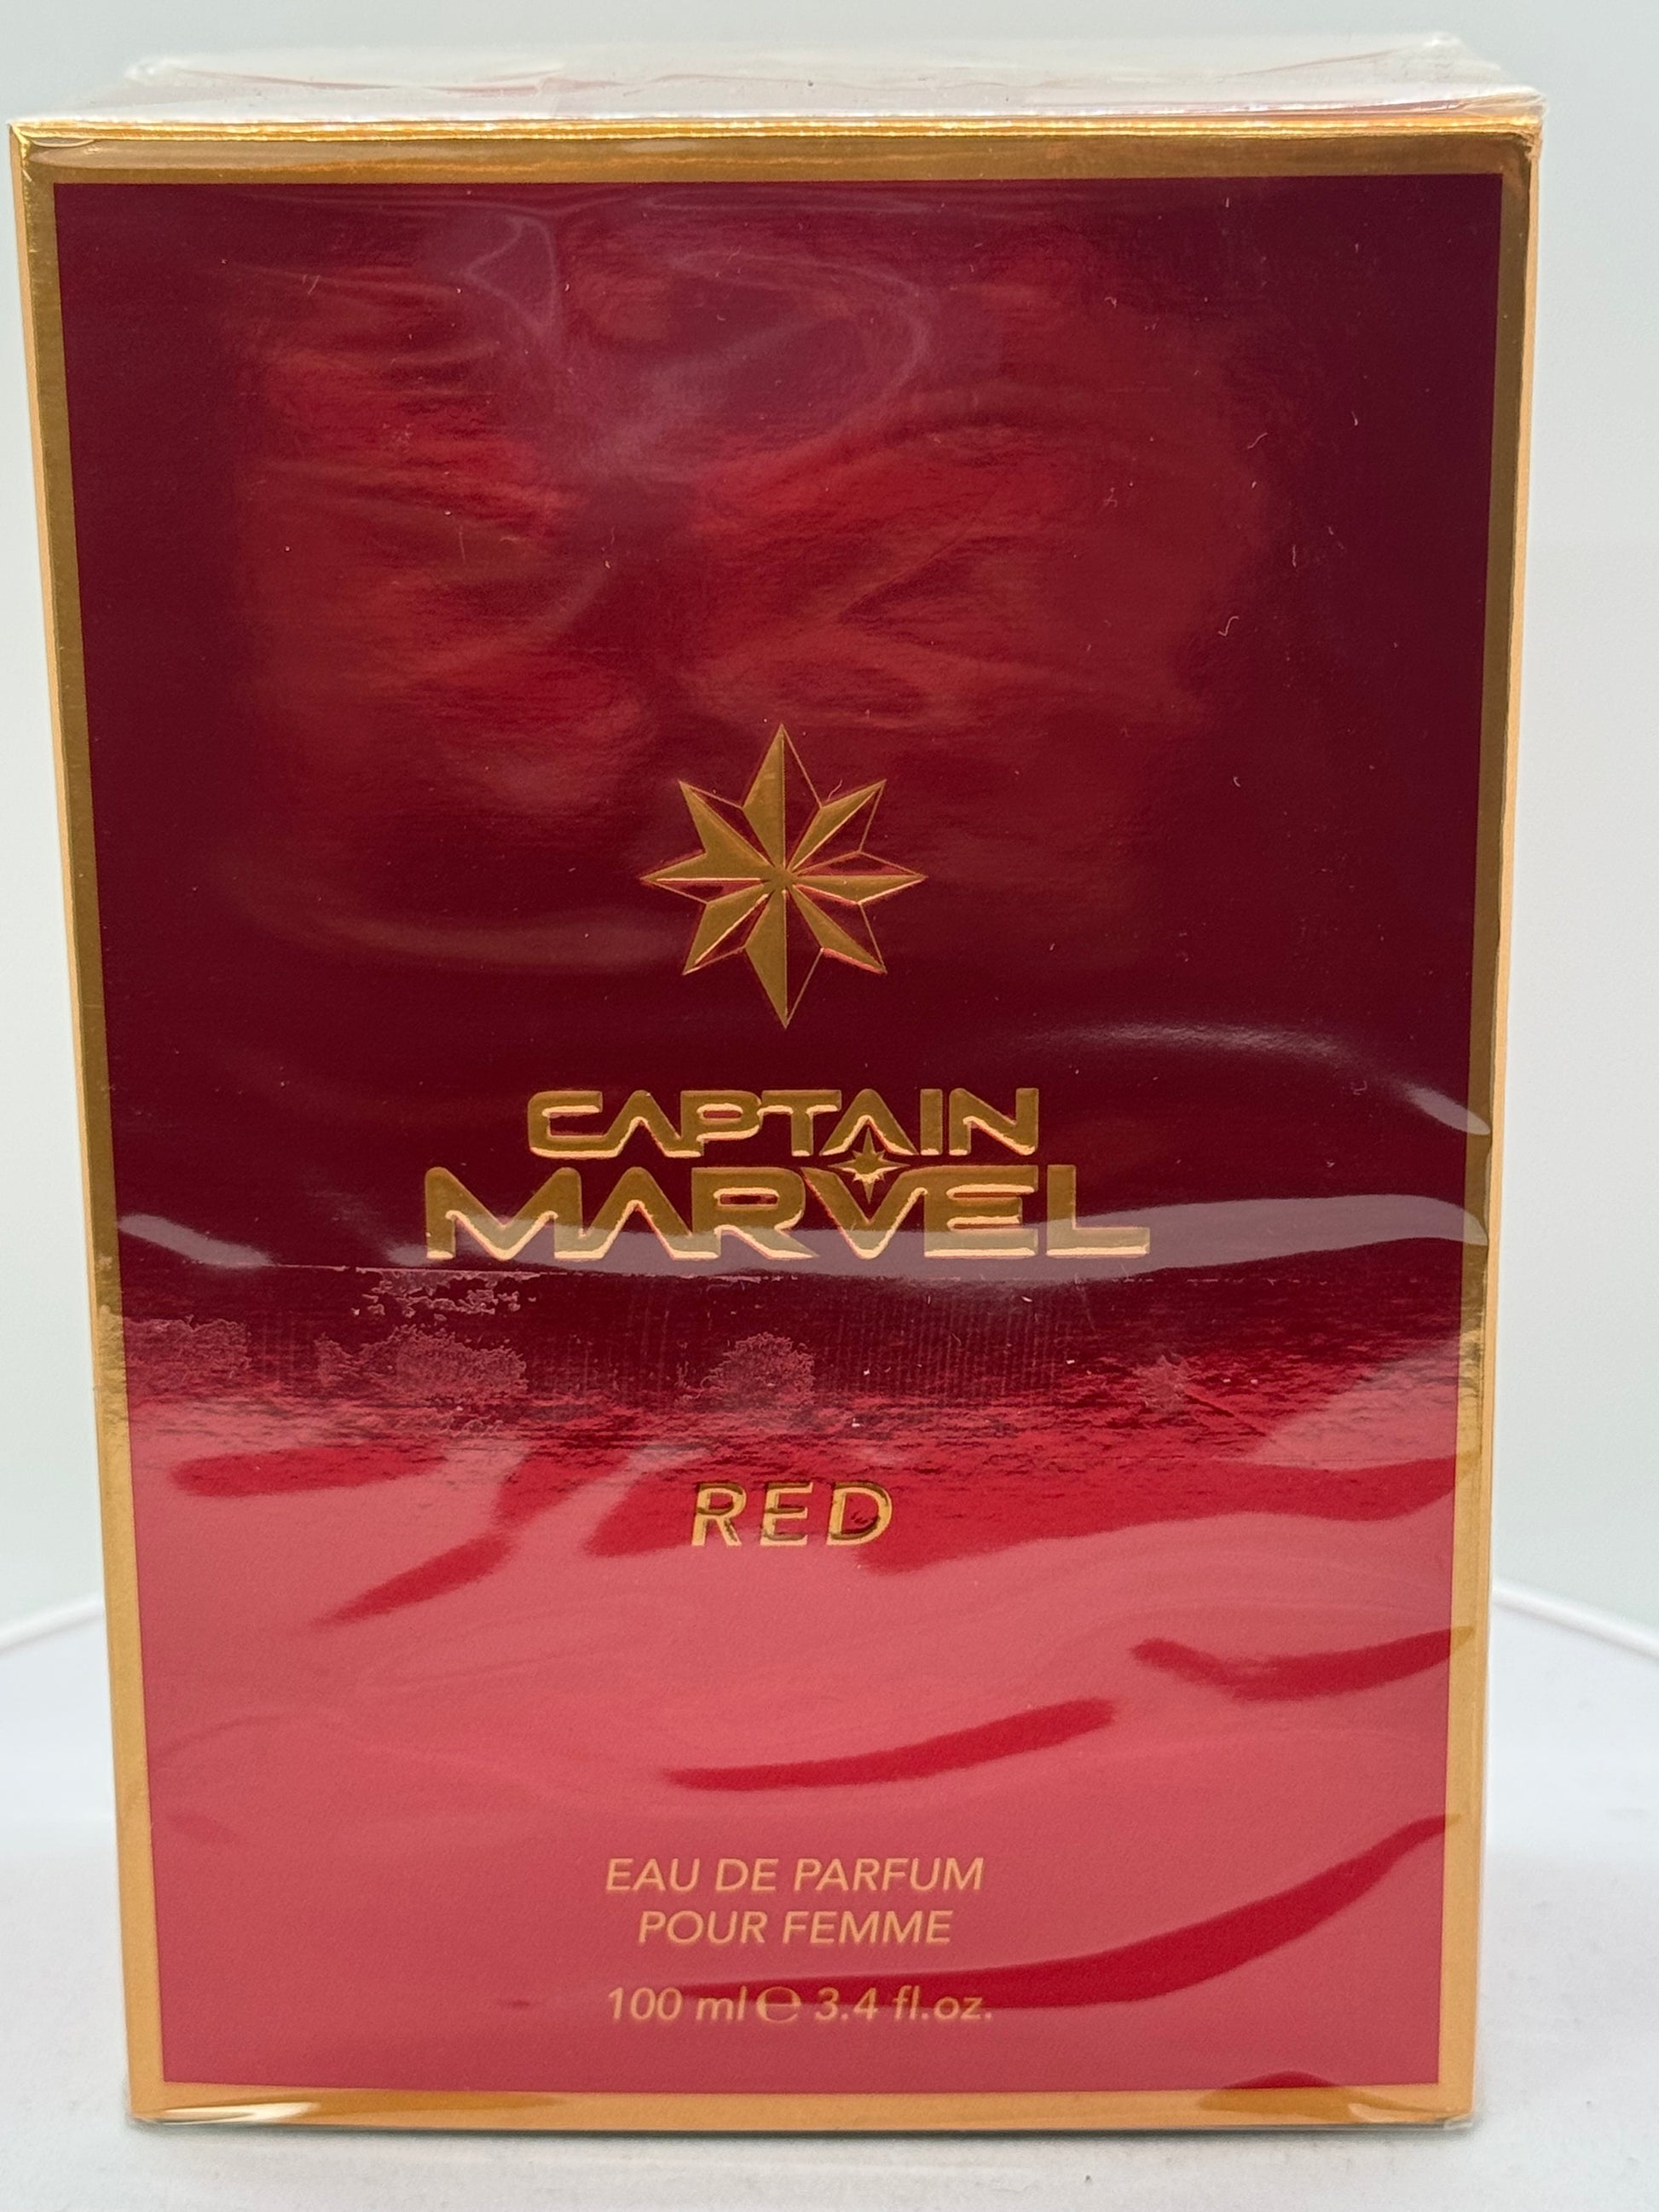 CAPTAIN
MARVEL
RED
EAU DE PARFUM
POUR FEMME
100 ml ℮ 3.4 fl.oz.